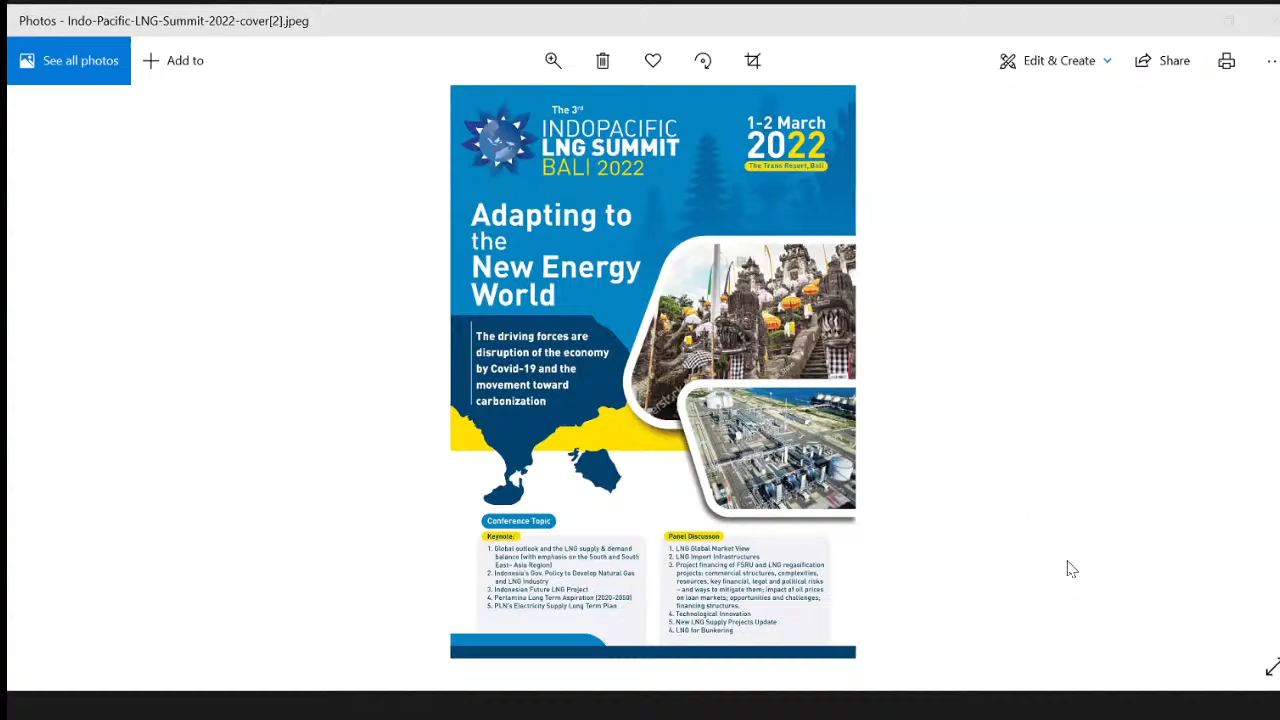 Photos - Indo-Pacific-LNG-Summit-2022-cover[2].jpeg
See all photos
Add to
Edit & Create
Share
The 3rd
INDOPACIFIC
LNG SUMMIT
BALI 2022
1-2 March
2022
The Trans Resort, Bali
Adapting to
the
New Energy
World
The driving forces are
disruption of the economy
by Covid-19 and the
movement toward
carbonization
Conference Topic
Keynote:
1. Global outlook and the LNG supply & demand
balance (with emphasis on the South and South
East- Asia Region)
2. Indonesia's Gov. Policy to Develop Natural Gas
and LNG Industry
3. Indonesian Future LNG Project
4. Pertamina Long Term Aspiration (2020-2050)
5. PLN's Electricity Supply Long Term Plan
Panel Discusson
1. LNG Global Market View
2. LNG Import Infrastructures
3. Project financing of FSRU and LNG regasification
projects: commercial structures, complexities,
resources, key financial, legal and political risks
– and ways to mitigate them; impact of oil prices
on loan markets; opportunities and challenges;
financing structures.
4. Technological Innovation
5. New LNG Supply Projects Update
4. LNG for Bunkering